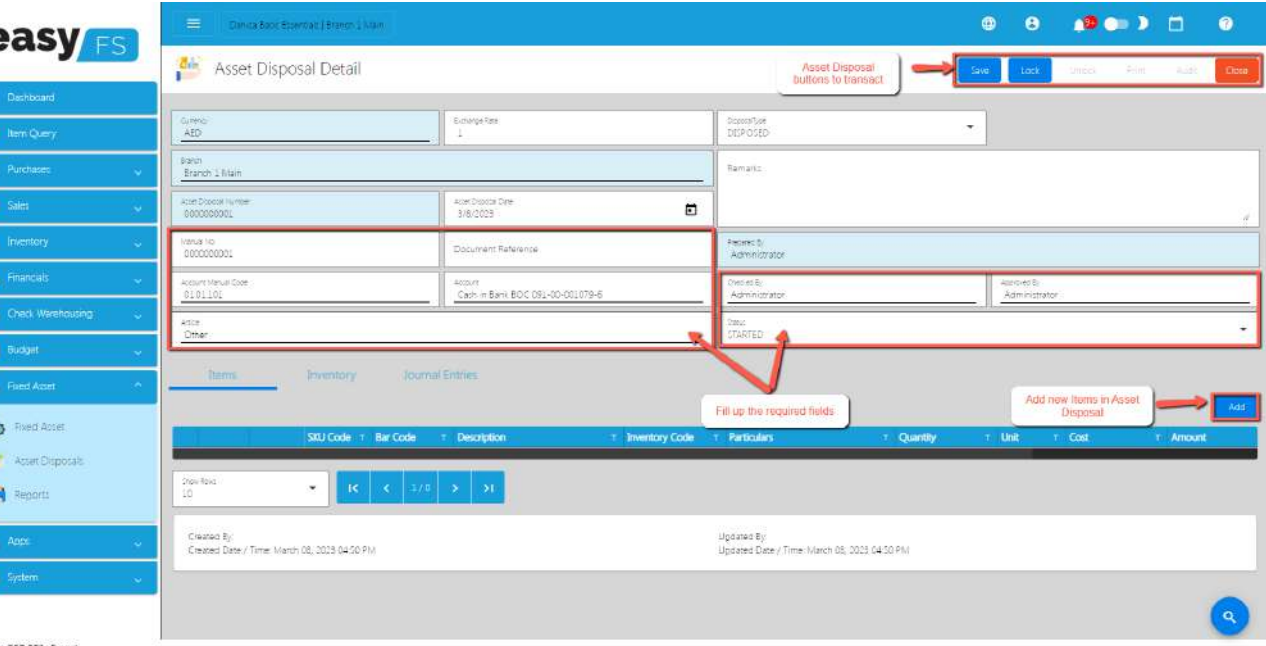 easy FS
Danica Basic Essentials | Branch 1 Main
9+
Asset Disposal Detail
Asset Disposal
buttons to transact
Save
Lock
Unlock
Print
Audit
Close
Dashboard
Item Query
Purchases
Sales
Inventory
Financials
Check Warehousing
Budget
Fixed Asset
Fixed Asset
Asset Disposals
Reports
Apps
System
Currency
AED
Exchange Rate
1
DisposalType
DISPOSED
Branch
Branch 1 Main
Remarks
Asset Disposal Number
0000000001
Asset Disposal Date
3/8/2023
Manual No
0000000001
Document Reference
Prepared By
Administrator
Account Manual Code
0101101
Account
Cash in Bank BOC 091-00-001079-6
Checked By
Administrator
Approved By
Administrator
Article
Other
Status
STARTED
Items
Inventory
Journal Entries
Fill up the required fields
Add new Items in Asset
Disposal
Add
SKU Code
Bar Code
Description
Inventory Code
Particulars
Quantity
Unit
Cost
Amount
Show Rows
10
1 / 0
Created By:
Created Date / Time: March 08, 2023 04:50 PM
Updated By:
Updated Date / Time: March 08, 2023 04:50 PM